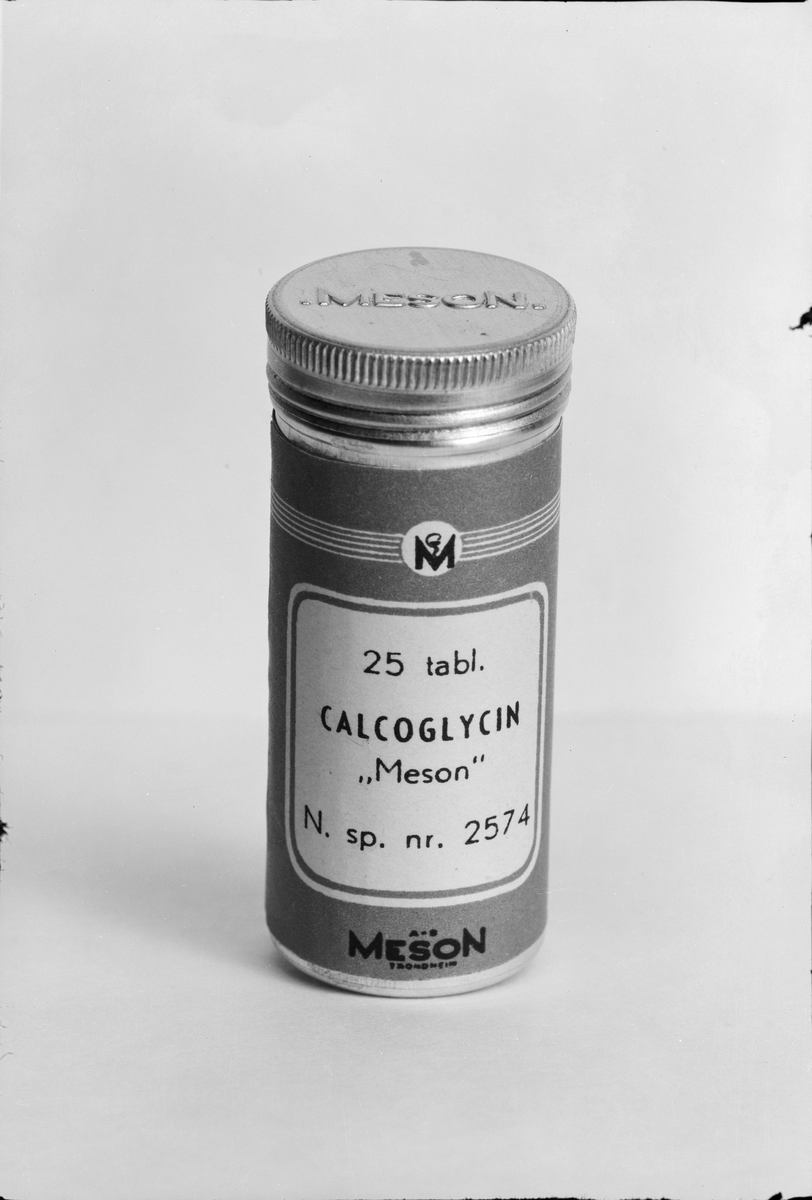 .MESON.
M
25 tabl.
CALCOGLYCIN
„Meson“
N. sp. nr. 2574
A-S
MESON
TRONDHEIM